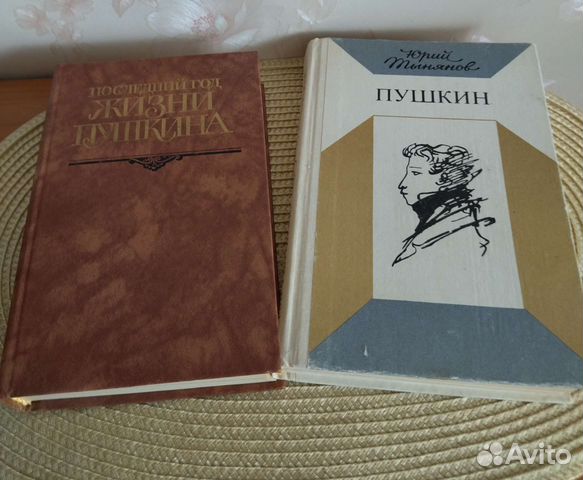 ПОСЛЕДНИЙ ГОД
ЖИЗНИ
ПУШКИНА
Юрий
Тынянов
ПУШКИН
Avito